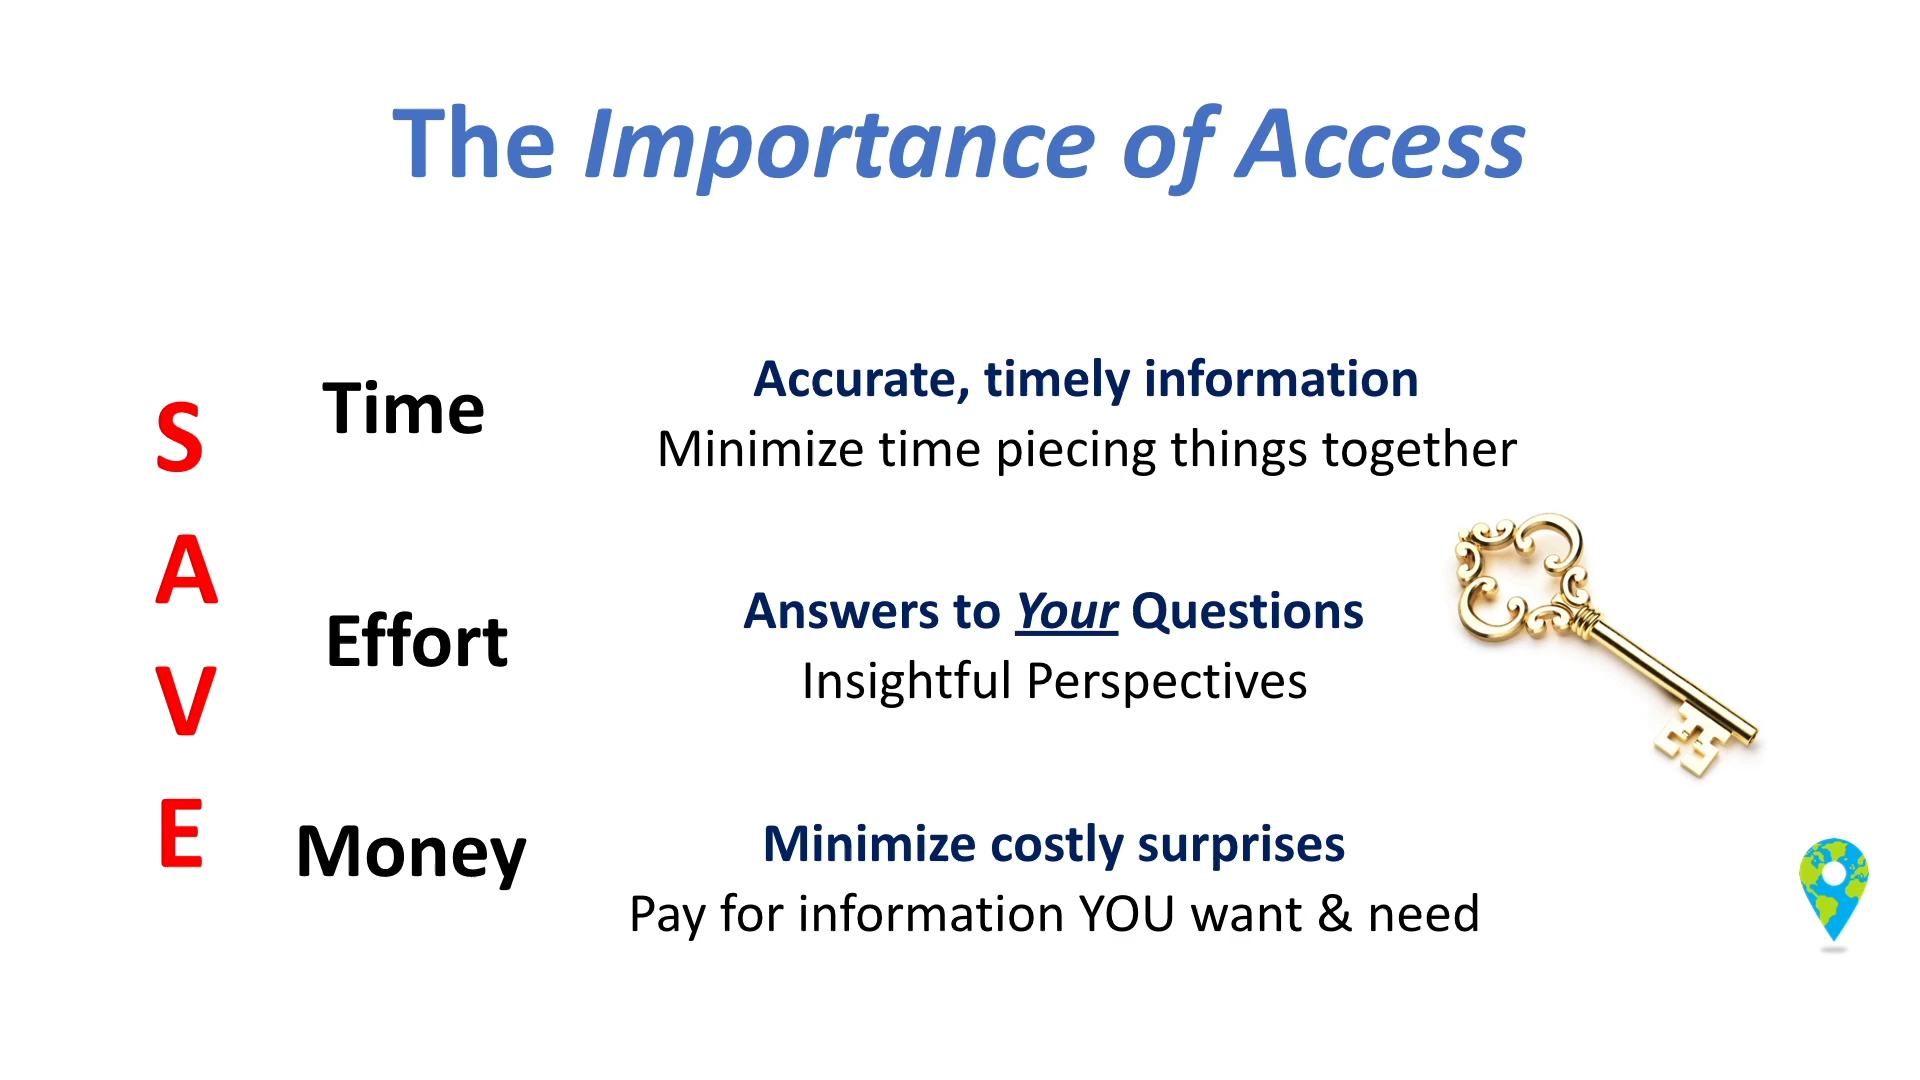 The Importance of Access
S
A
V
E
Time
Accurate, timely information
Minimize time piecing things together
Effort
Answers to Your Questions
Insightful Perspectives
Money
Minimize costly surprises
Pay for information YOU want & need